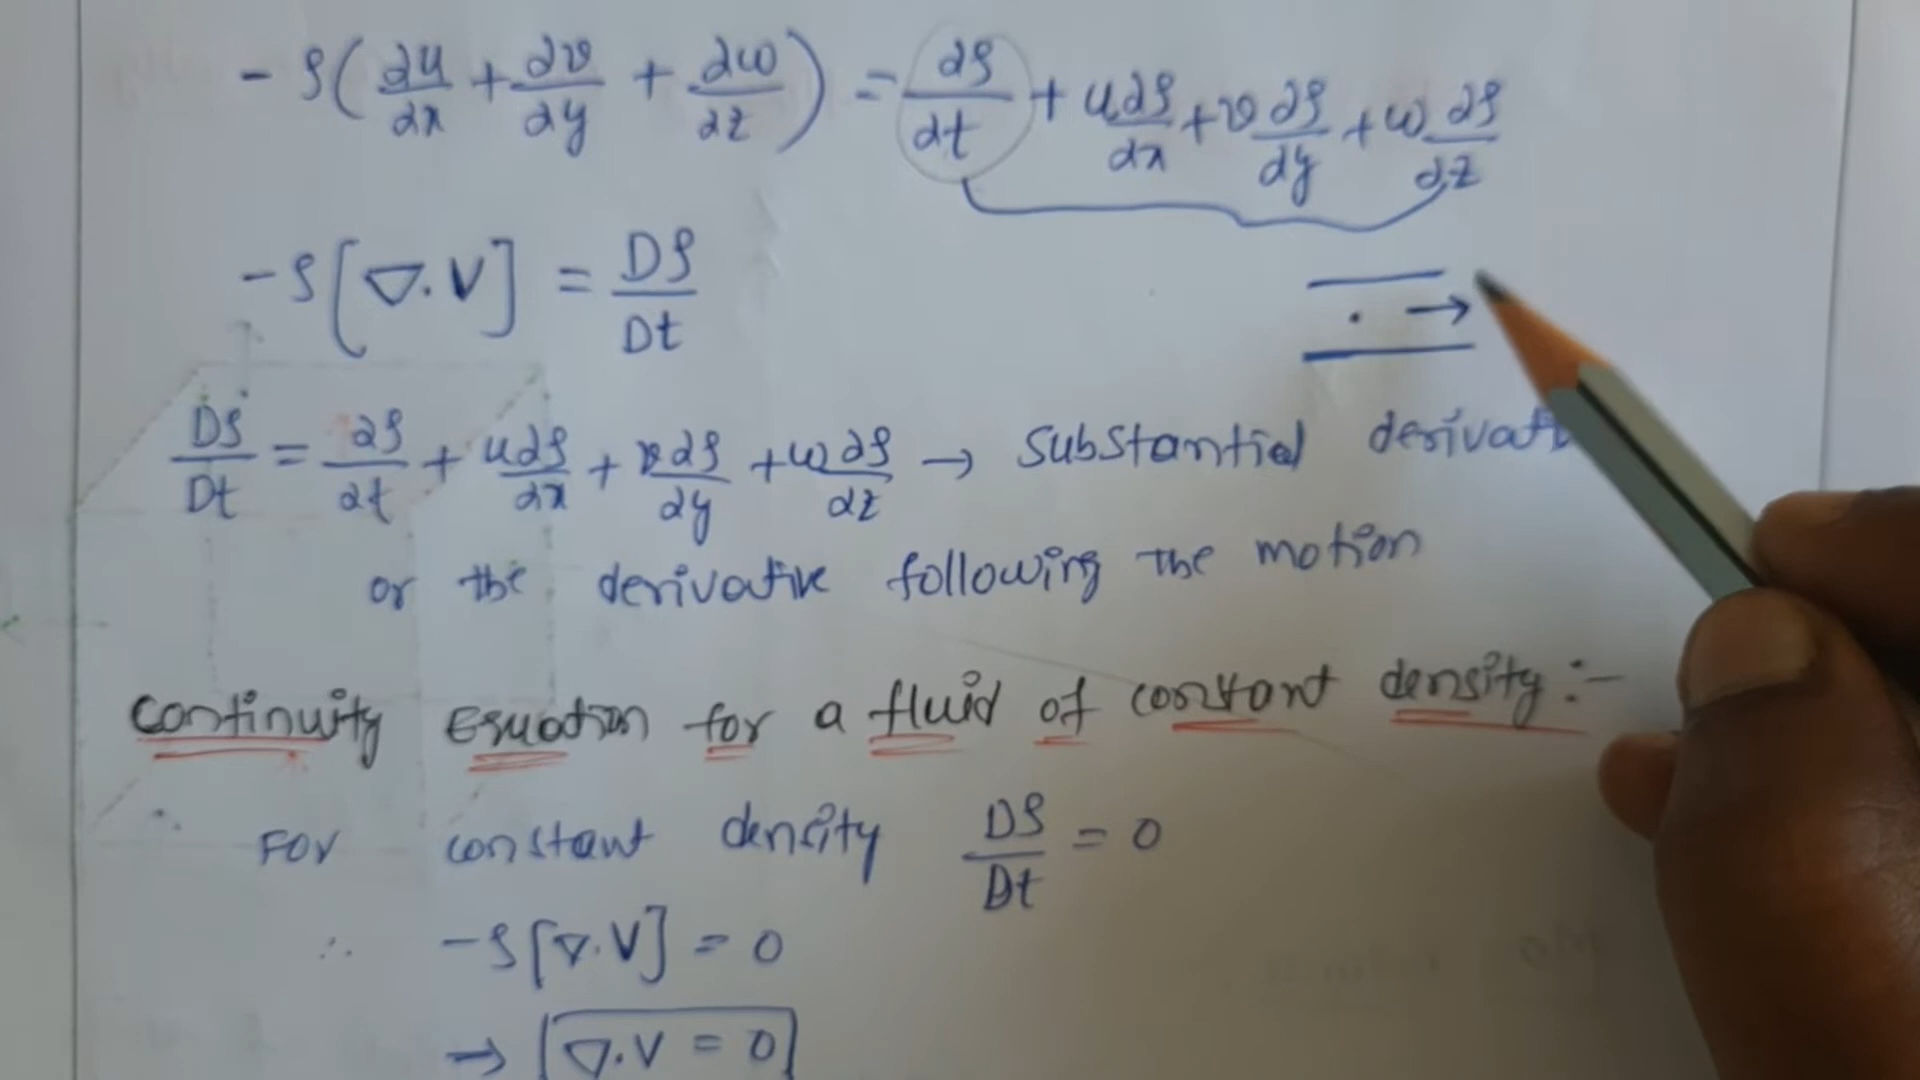 -ρ(∂u/∂x + ∂v/∂y + ∂w/∂z) = ∂ρ/∂t + u∂ρ/∂x + v∂ρ/∂y + w∂ρ/∂z
-ρ[∇.V] = Dρ/Dt
Dρ/Dt = ∂ρ/∂t + u∂ρ/∂x + v∂ρ/∂y + w∂ρ/∂z → Substantial
or the derivative following the motion
Continuity Equation for a fluid of constant density :-
For constant density Dρ/Dt = 0
∴ -ρ[∇.V] = 0
→ ∇.V = 0